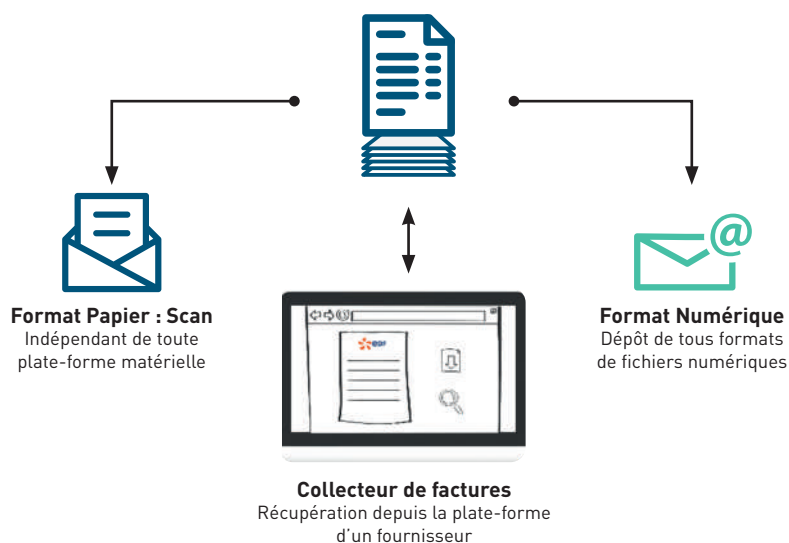 @
Format Papier : Scan
Indépendant de toute
plate-forme matérielle
Format Numérique
Dépôt de tous formats
de fichiers numériques
eDF
Collecteur de factures
Récupération depuis la plate-forme
d'un fournisseur